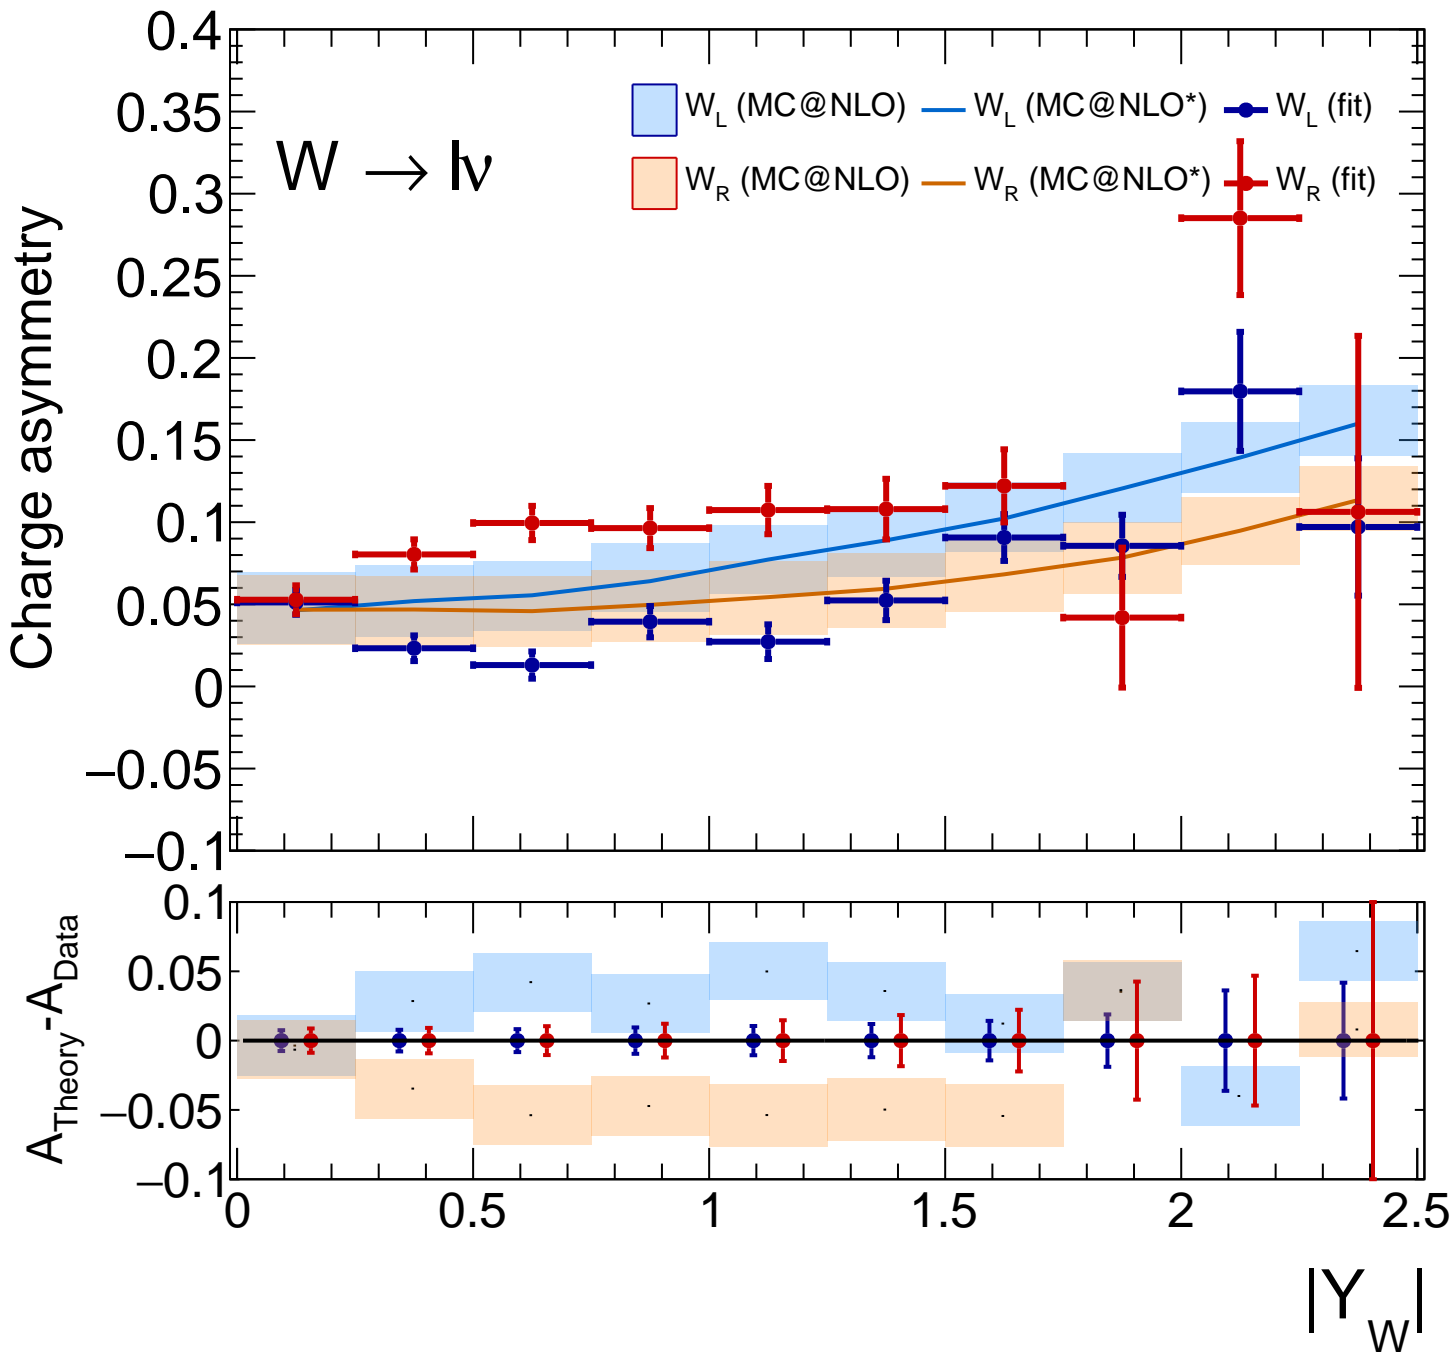 0.4
0.35
0.3
0.25
0.2
0.15
0.1
0.05
0
−0.05
−0.1
Charge asymmetry
W → lν
W_L (MC@NLO) W_L (MC@NLO*) W_L (fit)
W_R (MC@NLO) W_R (MC@NLO*) W_R (fit)
0.1
0.05
0
−0.05
−0.1
A_Theory-A_Data
0 0.5 1 1.5 2 2.5
|Y_W|